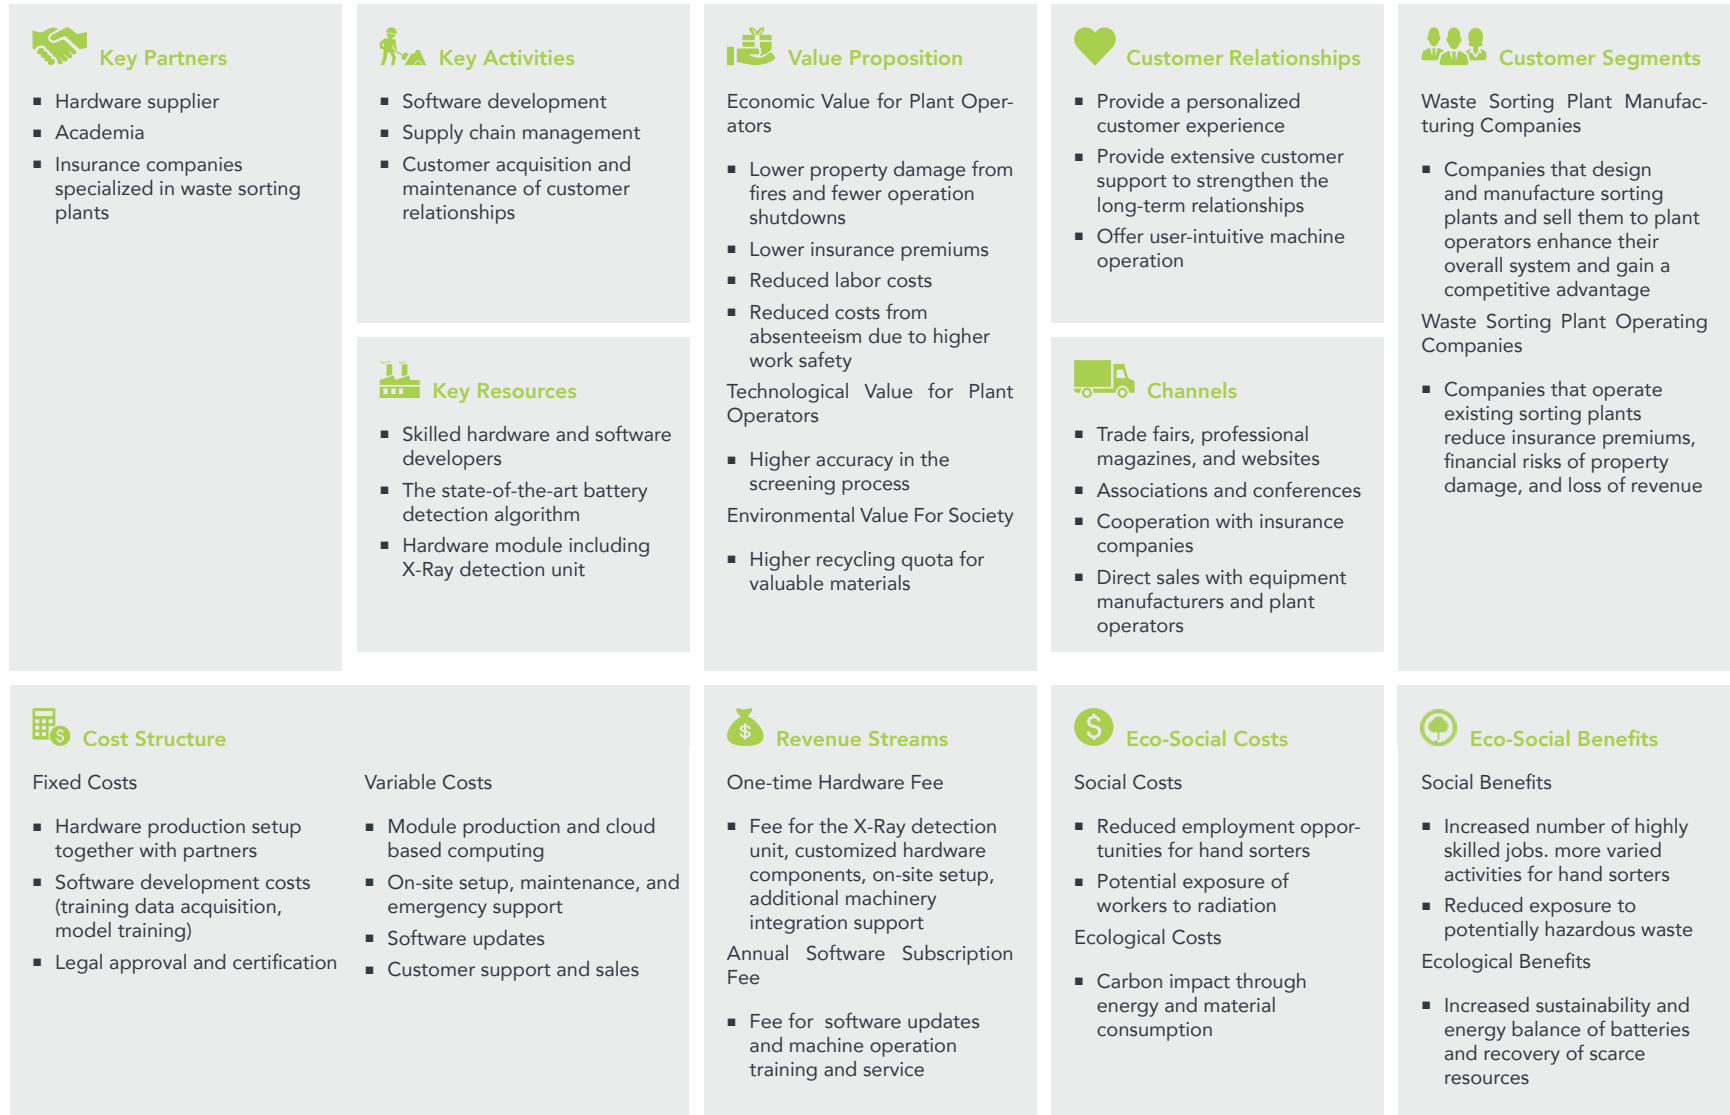 Key Partners
■ Hardware supplier
■ Academia
■ Insurance companies
specialized in waste sorting
plants
Key Activities
■ Software development
■ Supply chain management
■ Customer acquisition and
maintenance of customer
relationships
Key Resources
■ Skilled hardware and software
developers
■ The state-of-the-art battery
detection algorithm
■ Hardware module including
X-Ray detection unit
Value Proposition
Economic Value for Plant Oper-
ators
■ Lower property damage from
fires and fewer operation
shutdowns
■ Lower insurance premiums
■ Reduced labor costs
■ Reduced costs from
absenteeism due to higher
work safety
Technological Value for Plant
Operators
■ Higher accuracy in the
screening process
Environmental Value For Society
■ Higher recycling quota for
valuable materials
Customer Relationships
■ Provide a personalized
customer experience
■ Provide extensive customer
support to strengthen the
long-term relationships
■ Offer user-intuitive machine
operation
Channels
■ Trade fairs, professional
magazines, and websites
■ Associations and conferences
■ Cooperation with insurance
companies
■ Direct sales with equipment
manufacturers and plant
operators
Customer Segments
Waste Sorting Plant Manufac-
turing Companies
■ Companies that design
and manufacture sorting
plants and sell them to plant
operators enhance their
overall system and gain a
competitive advantage
Waste Sorting Plant Operating
Companies
■ Companies that operate
existing sorting plants
reduce insurance premiums,
financial risks of property
damage, and loss of revenue
Cost Structure
Fixed Costs
■ Hardware production setup
together with partners
■ Software development costs
(training data acquisition,
model training)
■ Legal approval and certification
Variable Costs
■ Module production and cloud
based computing
■ On-site setup, maintenance, and
emergency support
■ Software updates
■ Customer support and sales
Revenue Streams
One-time Hardware Fee
■ Fee for the X-Ray detection
unit, customized hardware
components, on-site setup,
additional machinery
integration support
Annual Software Subscription
Fee
■ Fee for software updates
and machine operation
training and service
Eco-Social Costs
Social Costs
■ Reduced employment oppor-
tunities for hand sorters
■ Potential exposure of
workers to radiation
Ecological Costs
■ Carbon impact through
energy and material
consumption
Eco-Social Benefits
Social Benefits
■ Increased number of highly
skilled jobs. more varied
activities for hand sorters
■ Reduced exposure to
potentially hazardous waste
Ecological Benefits
■ Increased sustainability and
energy balance of batteries
and recovery of scarce
resources